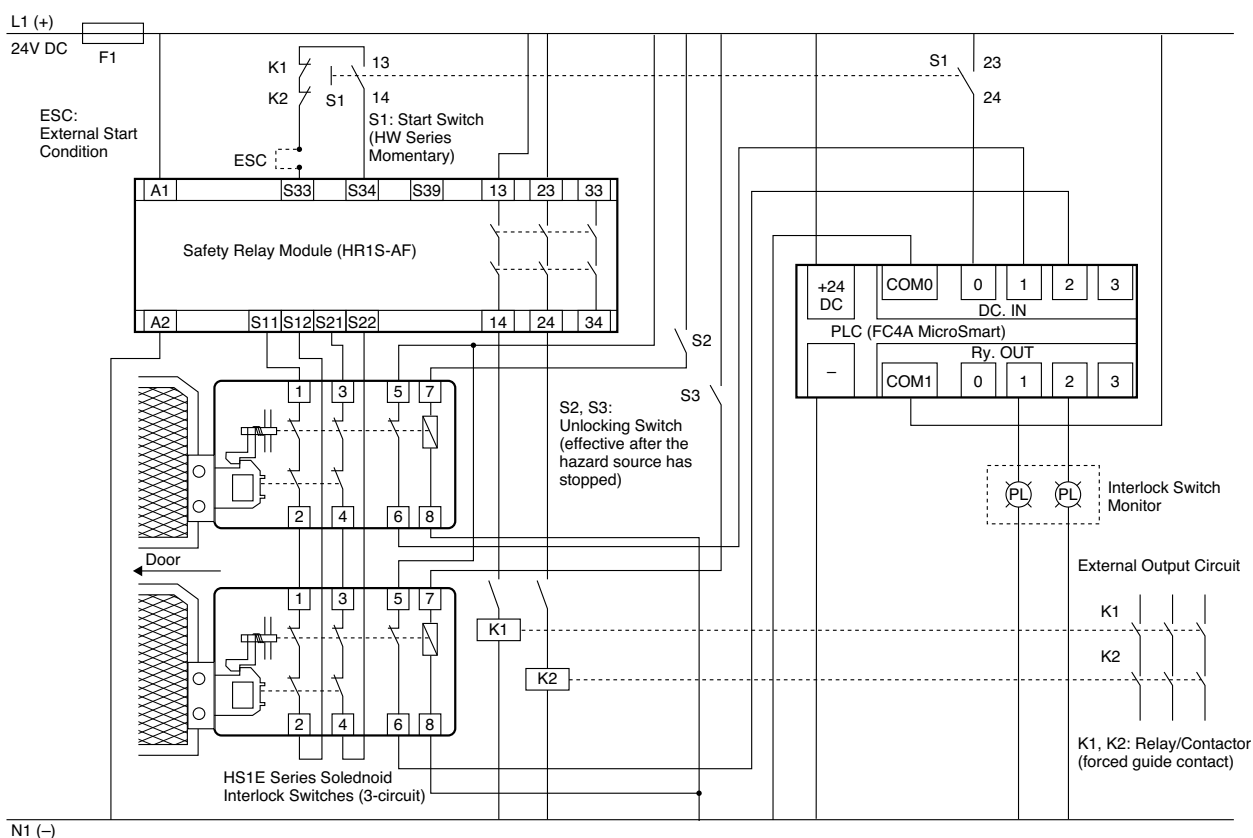 L1 (+)
24V DC
F1
K1
K2
S1
13
14
S1
23
24
ESC:
External Start
Condition
ESC
S1: Start Switch
(HW Series
Momentary)
A1
S33
S34
S39
13
23
33
Safety Relay Module (HR1S-AF)
A2
S11
S12
S21
S22
14
24
34
+24
DC
COM0
0
1
2
3
DC. IN
PLC (FC4A MicroSmart)
Ry. OUT
–
COM1
0
1
2
3
S2
S3
S2, S3:
Unlocking Switch
(effective after the
hazard source has
stopped)
1
3
5
7
2
4
6
8
PL
PL
Interlock Switch
Monitor
Door
1
3
5
7
2
4
6
8
K1
K2
External Output Circuit
K1
K2
K1, K2: Relay/Contactor
(forced guide contact)
HS1E Series Solednoid
Interlock Switches (3-circuit)
N1 (–)